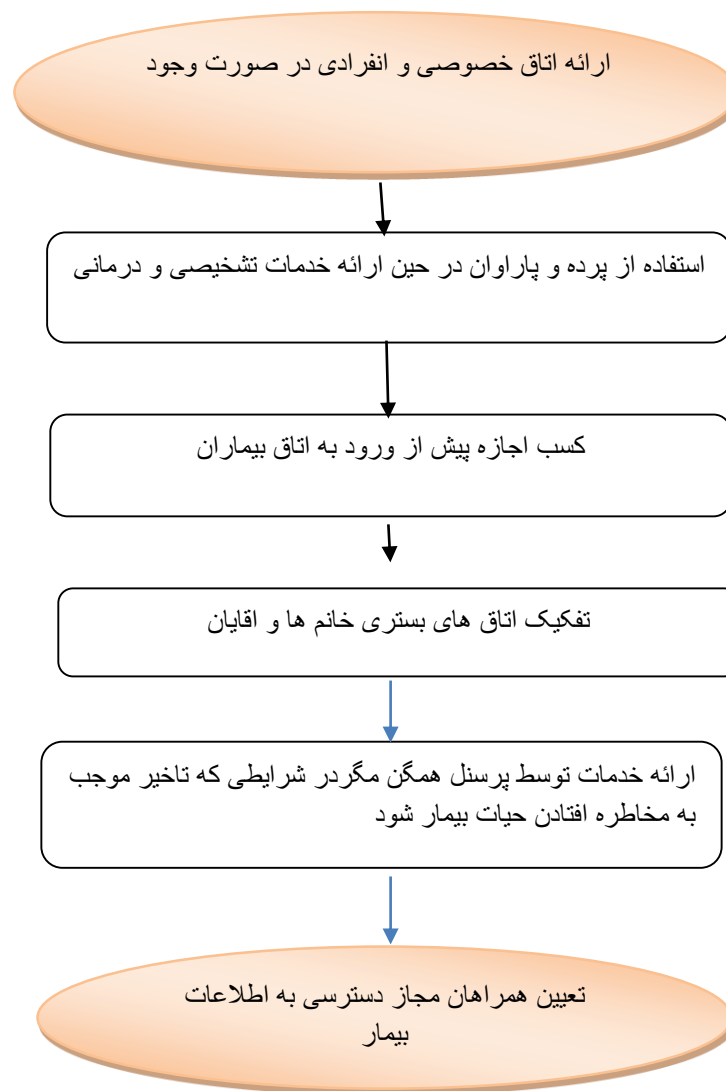 ارائه اتاق خصوصی و انفرادی در صورت وجود
استفاده از پرده و پاراوان در حین ارائه خدمات تشخیصی و درمانی
کسب اجازه پیش از ورود به اتاق بیماران
تفکیک اتاق های بستری خانم ها و اقایان
ارائه خدمات توسط پرسنل همگن مگردر شرایطی که تاخیر موجب
به مخاطره افتادن حیات بیمار شود
تعیین همراهان مجاز دسترسی به اطلاعات
بیمار